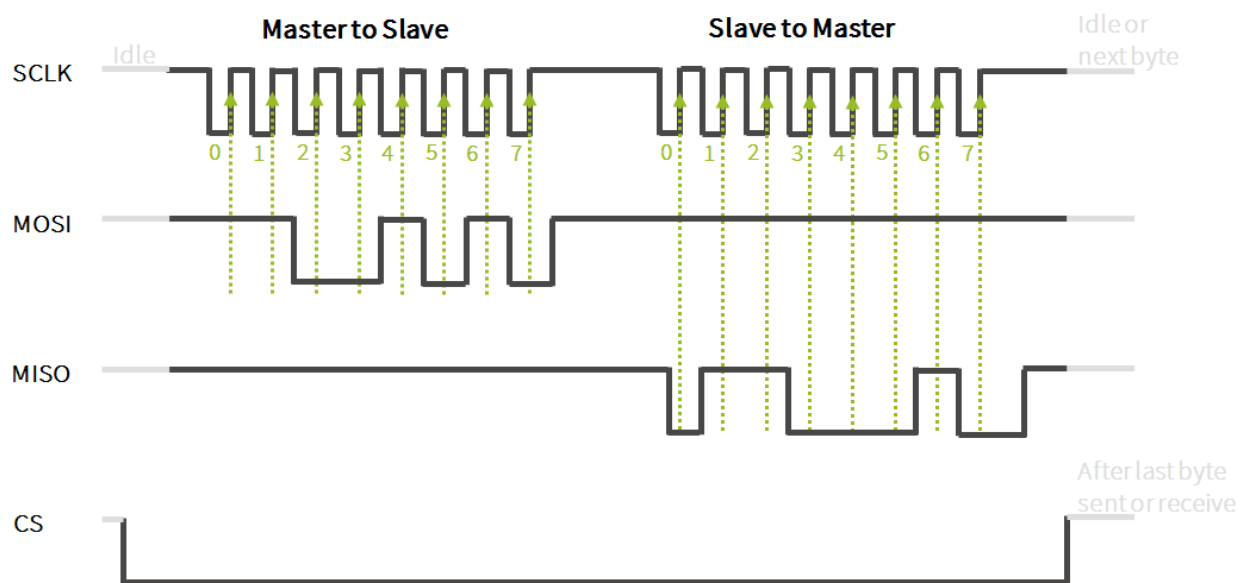 Master to Slave
Slave to Master
Idle
Idle or
next byte
SCLK
0 1 2 3 4 5 6 7
0 1 2 3 4 5 6 7
MOSI
MISO
After last byte
sent or receive
CS